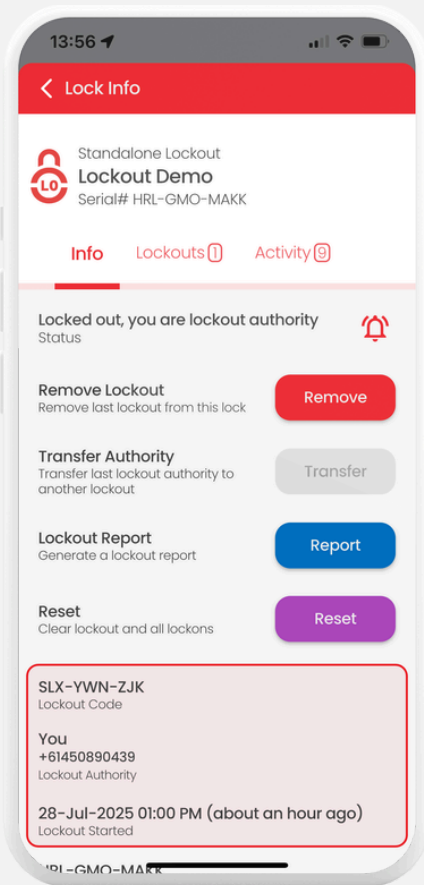 13:56
Lock Info
Standalone Lockout
LO
Lockout Demo
Serial# HRL-GMO-MAKK
Info Lockouts 1 Activity 9
Locked out, you are lockout authority
Status
Remove Lockout
Remove last lockout from this lock
Remove
Transfer Authority
Transfer last lockout authority to
another lockout
Transfer
Lockout Report
Generate a lockout report
Report
Reset
Clear lockout and all lockons
Reset
SLX-YWN-ZJK
Lockout Code
You
+61450890439
Lockout Authority
28-Jul-2025 01:00 PM (about an hour ago)
Lockout Started
HRL-GMO-MAKK